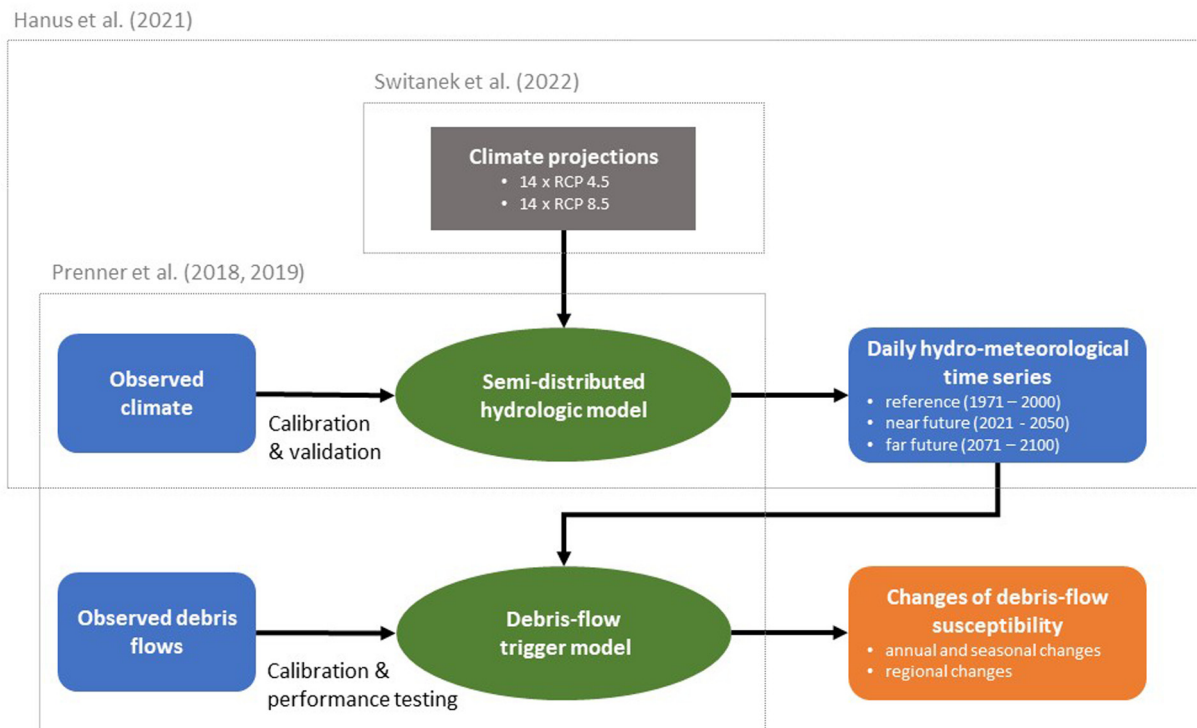 Hanus et al. (2021)
Switanek et al. (2022)
Climate projections
• 14 x RCP 4.5
• 14 x RCP 8.5
Prenner et al. (2018, 2019)
Observed
climate
Calibration
& validation
Semi-distributed
hydrologic model
Daily hydro-meteorological
time series
• reference (1971 – 2000)
• near future (2021 - 2050)
• far future (2071 – 2100)
Observed debris
flows
Calibration &
performance testing
Debris-flow
trigger model
Changes of debris-flow
susceptibility
• annual and seasonal changes
• regional changes